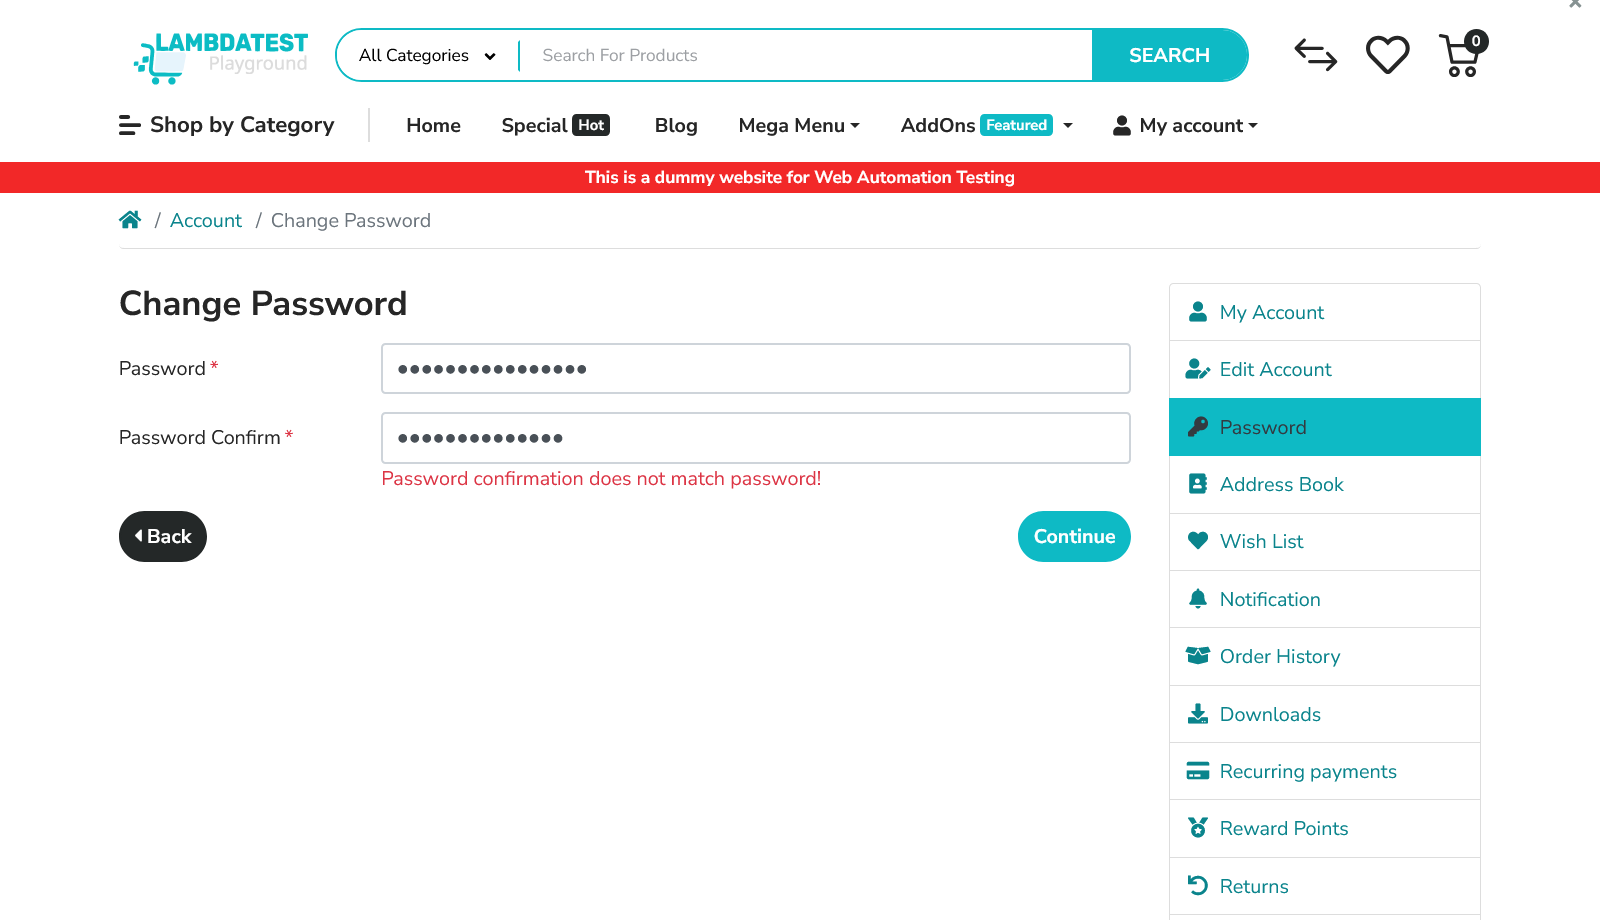 LAMBDATEST
Playground
All Categories
Search For Products
SEARCH
0
Shop by Category
Home
Special Hot
Blog
Mega Menu
AddOns Featured
My account
This is a dummy website for Web Automation Testing
/ Account / Change Password
Change Password
Password *
••••••••••••••••
Password Confirm *
••••••••••••••
Password confirmation does not match password!
Back
Continue
My Account
Edit Account
Password
Address Book
Wish List
Notification
Order History
Downloads
Recurring payments
Reward Points
Returns